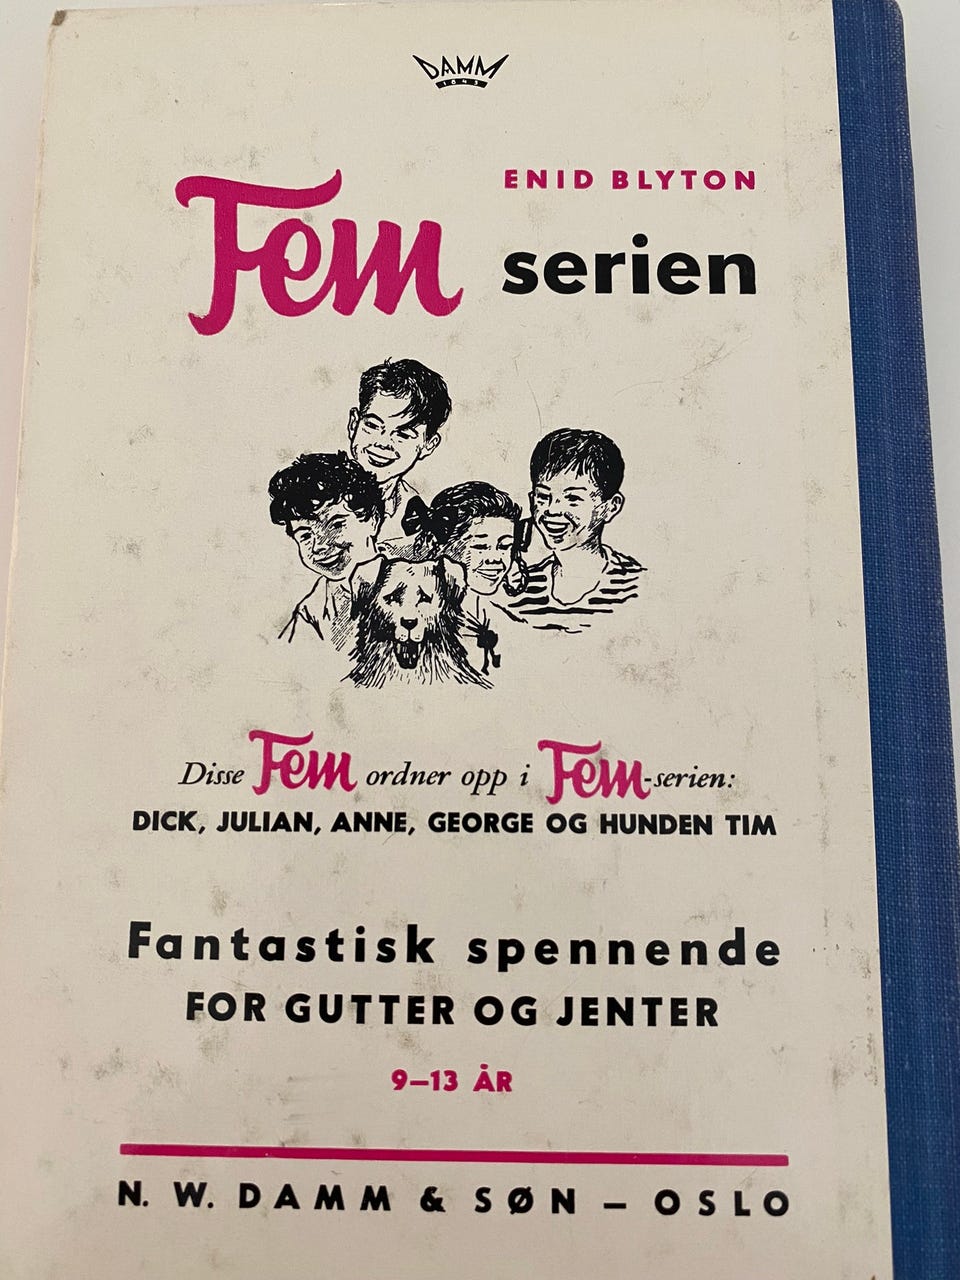 DAMM
1843
ENID BLYTON
Fem serien
Disse Fem ordner opp i Fem-serien:
DICK, JULIAN, ANNE, GEORGE OG HUNDEN TIM
Fantastisk spennende
FOR GUTTER OG JENTER
9–13 ÅR
N. W. DAMM & SØN – OSLO